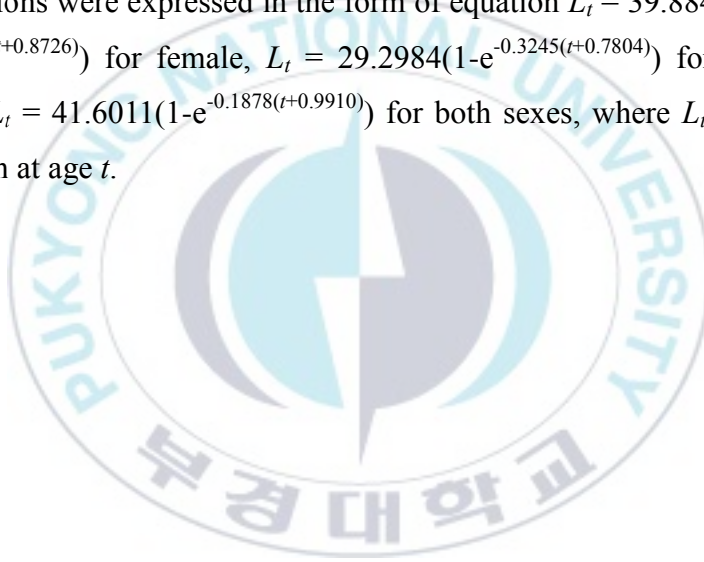 ions were expressed in the form of equation Lₜ = 39.884
+0.8726)) for female, Lₜ = 29.2984(1-e^-0.3245(t+0.7804)) for
Lₜ = 41.6011(1-e^-0.1878(t+0.9910)) for both sexes, where Lₜ
at age t.
PUKYONG NATIONAL UNIVERSITY
부경대학교